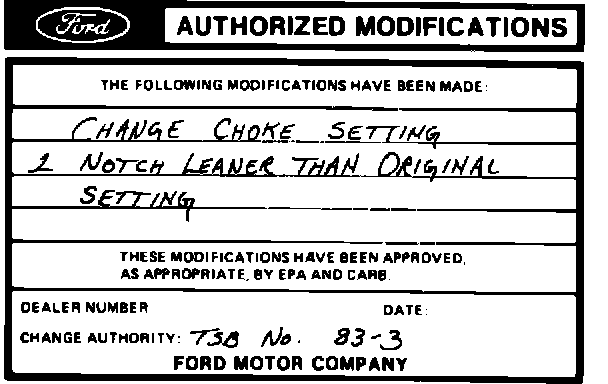 Ford AUTHORIZED MODIFICATIONS
THE FOLLOWING MODIFICATIONS HAVE BEEN MADE:
CHANGE CHOKE SETTING
2 NOTCH LEANER THAN ORIGINAL
SETTING
THESE MODIFICATIONS HAVE BEEN APPROVED,
AS APPROPRIATE, BY EPA AND CARB.
DEALER NUMBER DATE:
CHANGE AUTHORITY: TSB No. 83-3
FORD MOTOR COMPANY